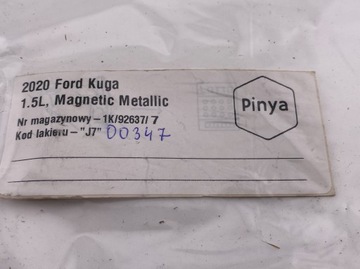 2020 Ford Kuga
1.5L, Magnetic Metallic
Nr magazynowy – 1K/92637/7
Kod lakieru – "J7" 00347
Pinya